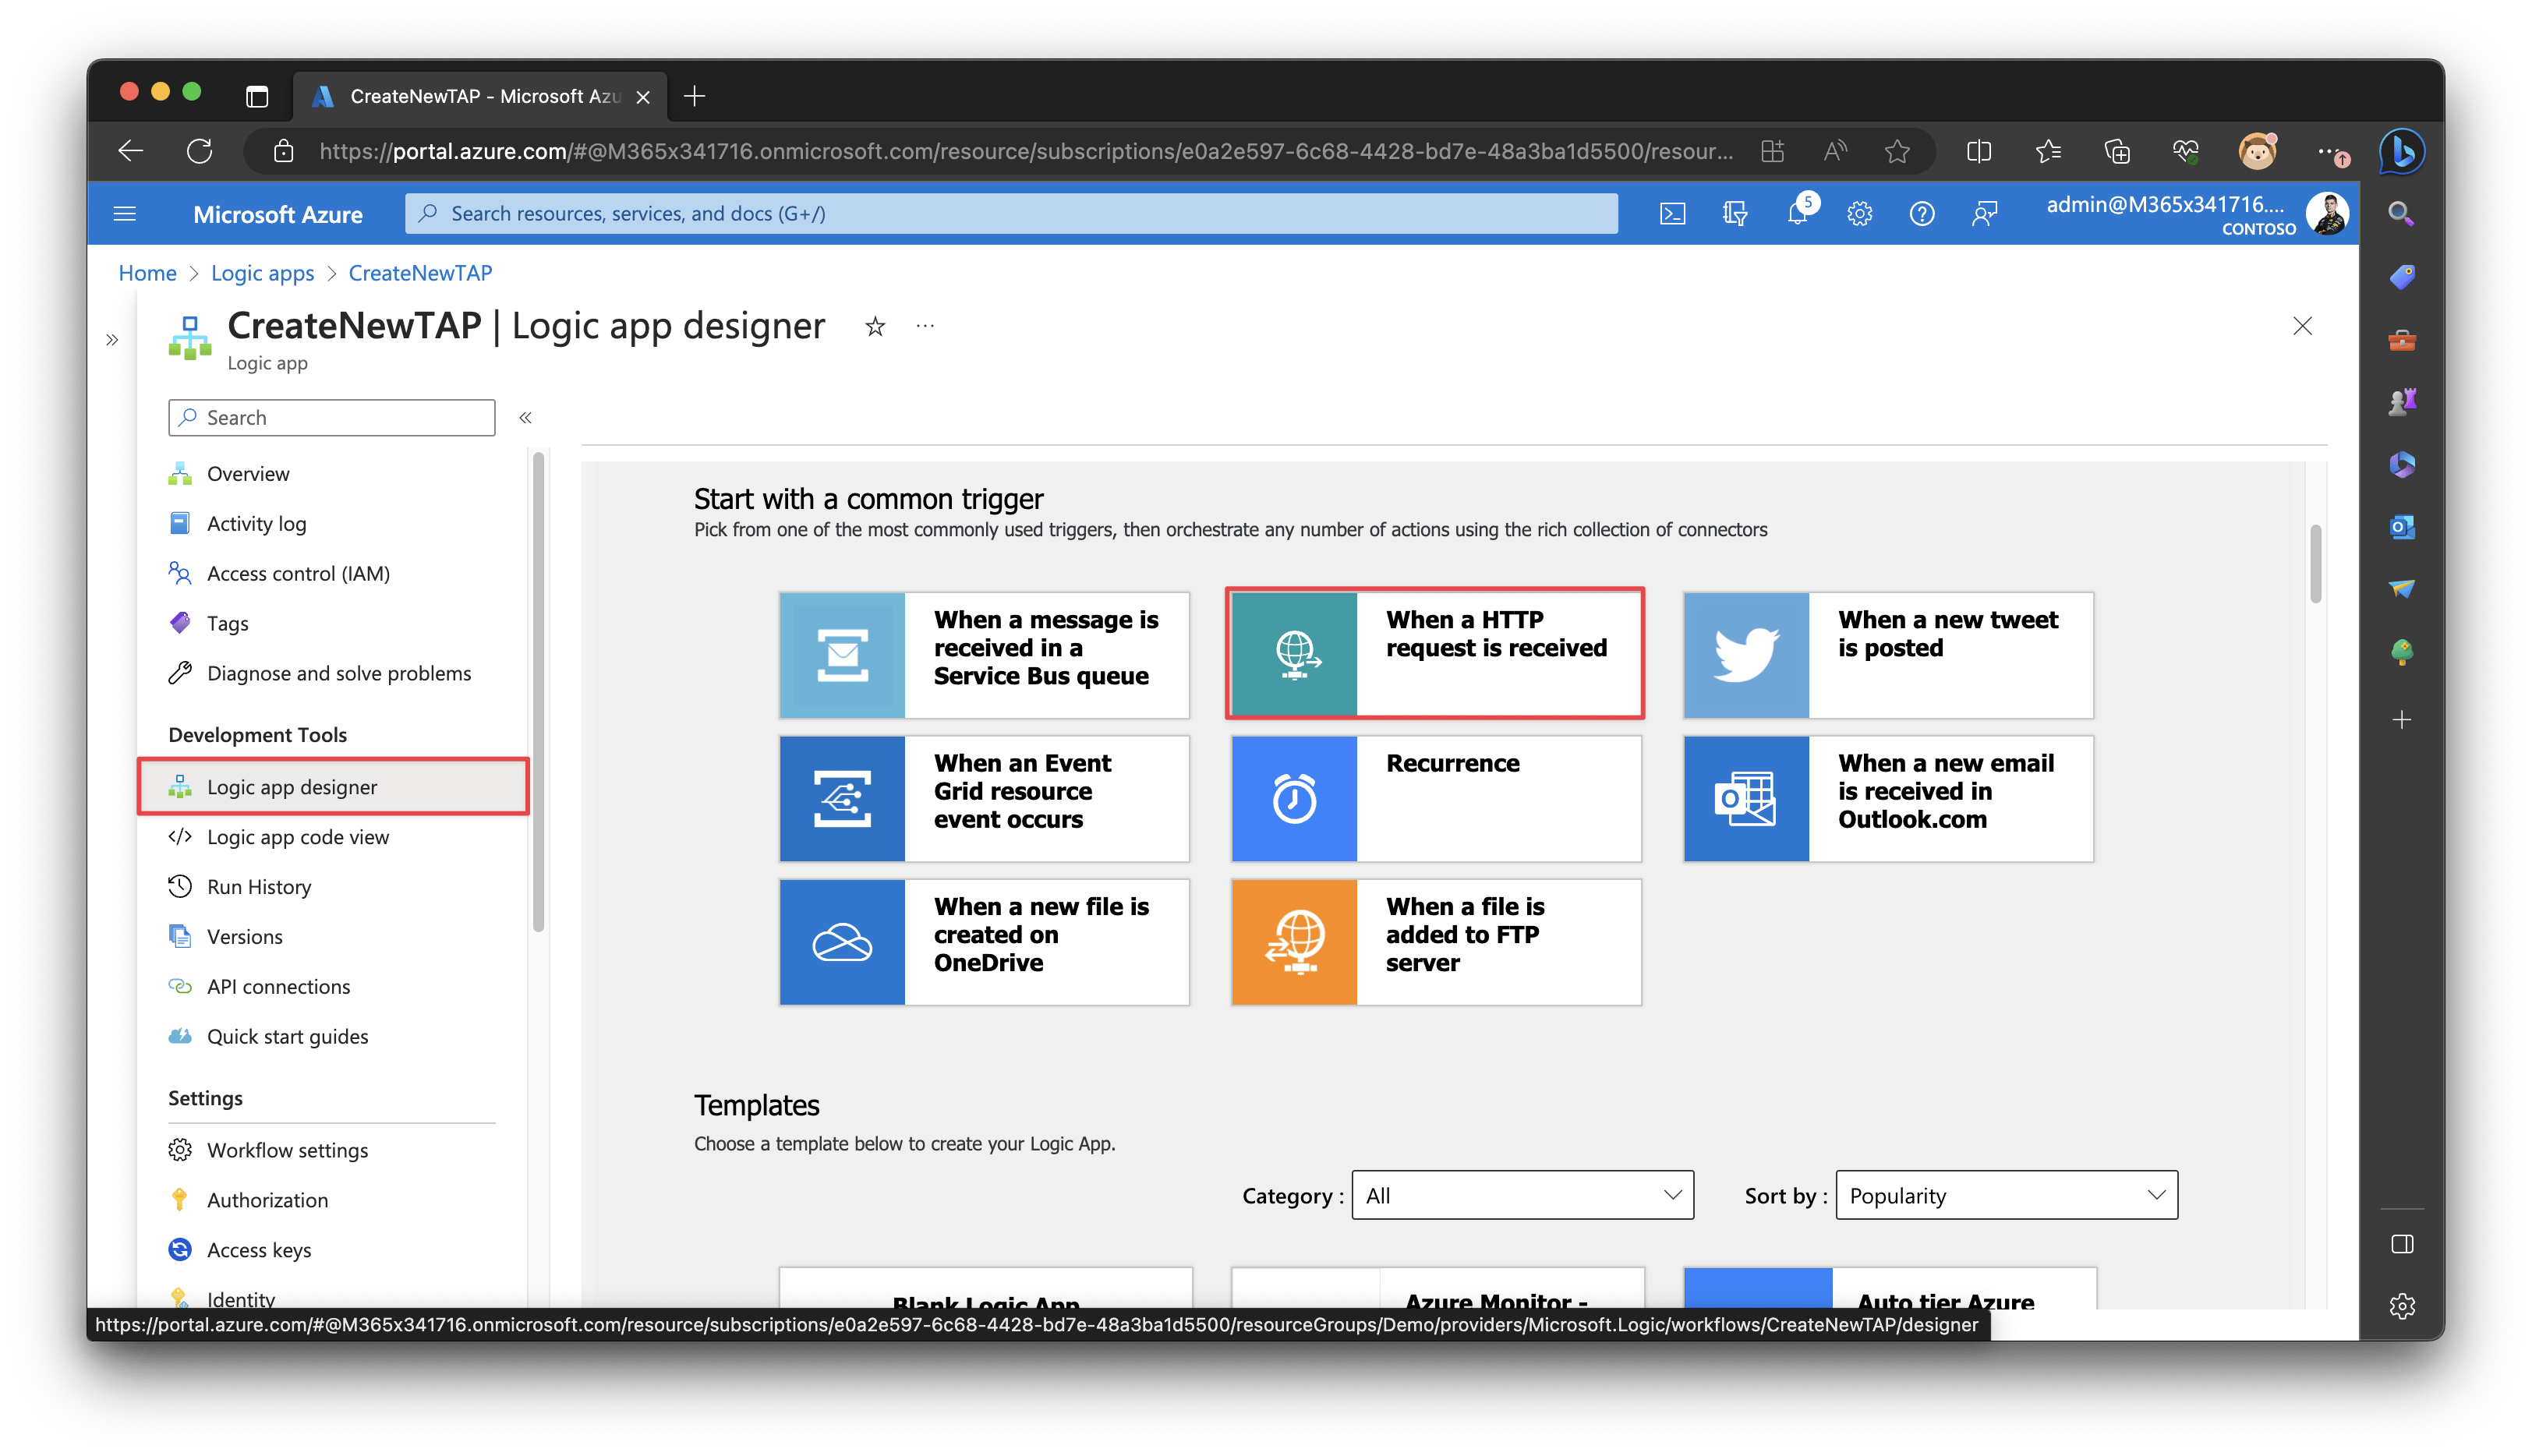 CreateNewTAP - Microsoft Azu
https://portal.azure.com/#@M365x341716.onmicrosoft.com/resource/subscriptions/e0a2e597-6c68-4428-bd7e-48a3ba1d5500/resour...
Microsoft Azure
Search resources, services, and docs (G+/)
5
admin@M365x341716....
CONTOSO
Home > Logic apps > CreateNewTAP
CreateNewTAP | Logic app designer
Logic app
Search
Overview
Activity log
Access control (IAM)
Tags
Diagnose and solve problems
Development Tools
Logic app designer
Logic app code view
Run History
Versions
API connections
Quick start guides
Settings
Workflow settings
Authorization
Access keys
Identity
Start with a common trigger
Pick from one of the most commonly used triggers, then orchestrate any number of actions using the rich collection of connectors
When a message is
received in a
Service Bus queue
When a HTTP
request is received
When a new tweet
is posted
When an Event
Grid resource
event occurs
Recurrence
When a new email
is received in
Outlook.com
When a new file is
created on
OneDrive
When a file is
added to FTP
server
Templates
Choose a template below to create your Logic App.
Category : All
Sort by : Popularity
Blank Logic App
Azure Monitor -
Auto tier Azure
https://portal.azure.com/#@M365x341716.onmicrosoft.com/resource/subscriptions/e0a2e597-6c68-4428-bd7e-48a3ba1d5500/resourceGroups/Demo/providers/Microsoft.Logic/workflows/CreateNewTAP/designer